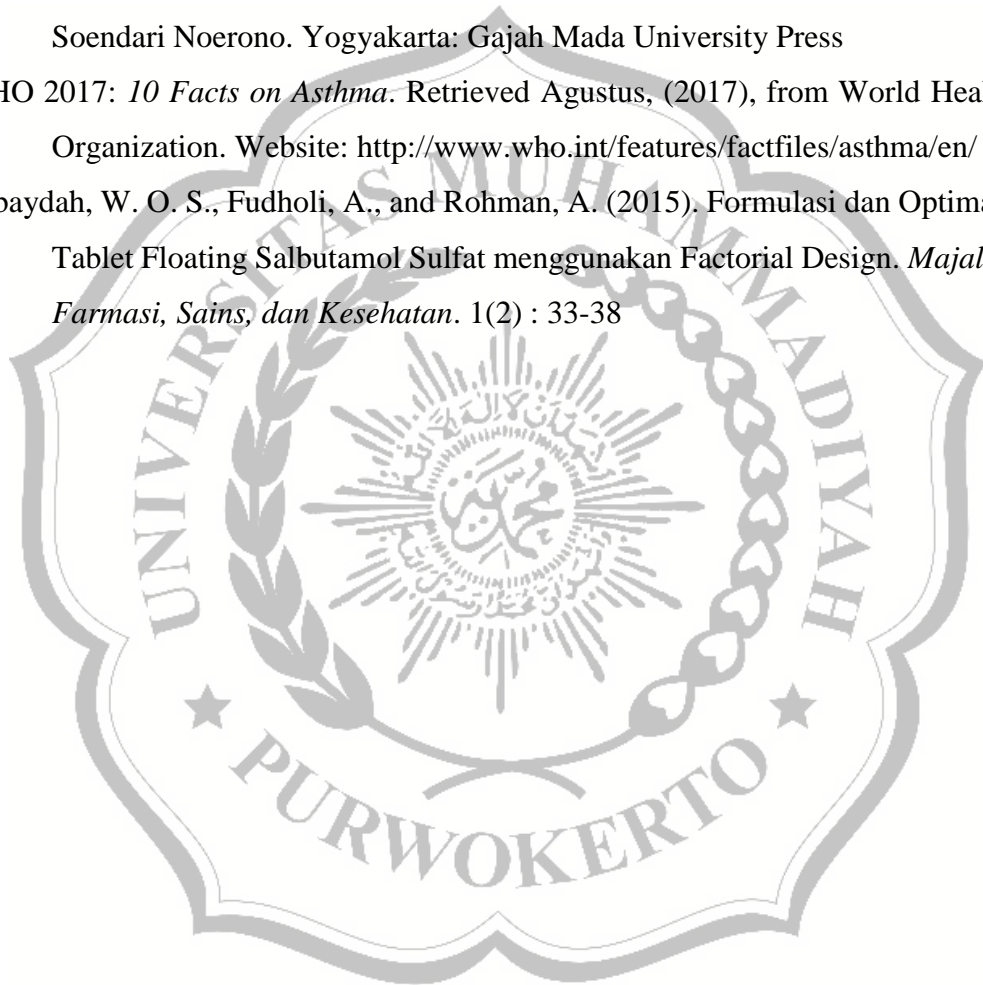 Soendari Noerono. Yogyakarta: Gajah Mada University Press
HO 2017: 10 Facts on Asthma. Retrieved Agustus, (2017), from World Heal
Organization. Website: http://www.who.int/features/factfiles/asthma/en/
baydah, W. O. S., Fudholi, A., and Rohman, A. (2015). Formulasi dan Optima
Tablet Floating Salbutamol Sulfat menggunakan Factorial Design. Majal
Farmasi, Sains, dan Kesehatan. 1(2) : 33-38
UNIVERSITAS MUHAMMADIYAH
PURWOKERTO